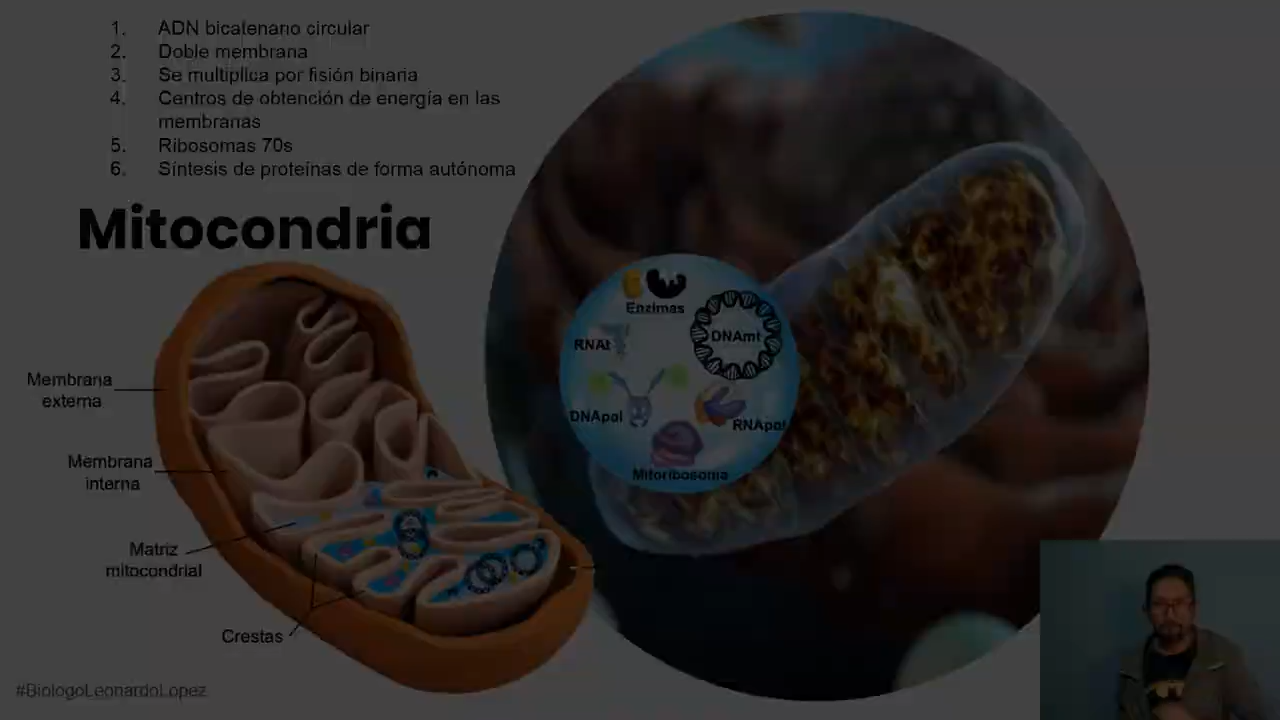 1. ADN bicatenario circular
2. Doble membrana
3. Se multiplica por fisión binaria
4. Centros de obtención de energía en las
membranas
5. Ribosomas 70s
6. Síntesis de proteínas de forma autónoma
Mitocondria
Enzimas
DNAmt
RNAt
DNApol
RNApol
Mitoribosoma
Membrana
externa
Membrana
interna
Matriz
mitocondrial
Crestas
#BiologoLeonardoLopez